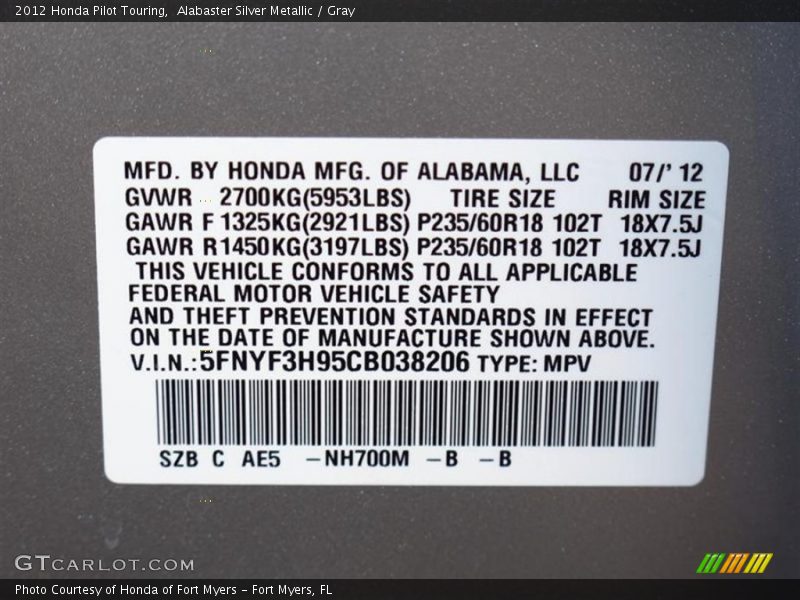 2012 Honda Pilot Touring, Alabaster Silver Metallic / Gray
MFD. BY HONDA MFG. OF ALABAMA, LLC 07/' 12
GVWR 2700KG(5953LBS) TIRE SIZE RIM SIZE
GAWR F 1325KG(2921LBS) P235/60R18 102T 18X7.5J
GAWR R1450KG(3197LBS) P235/60R18 102T 18X7.5J
THIS VEHICLE CONFORMS TO ALL APPLICABLE
FEDERAL MOTOR VEHICLE SAFETY
AND THEFT PREVENTION STANDARDS IN EFFECT
ON THE DATE OF MANUFACTURE SHOWN ABOVE.
V.I.N.:5FNYF3H95CB038206 TYPE: MPV
SZB C AE5 -NH700M -B -B
GTCARLOT.COM
Photo Courtesy of Honda of Fort Myers - Fort Myers, FL